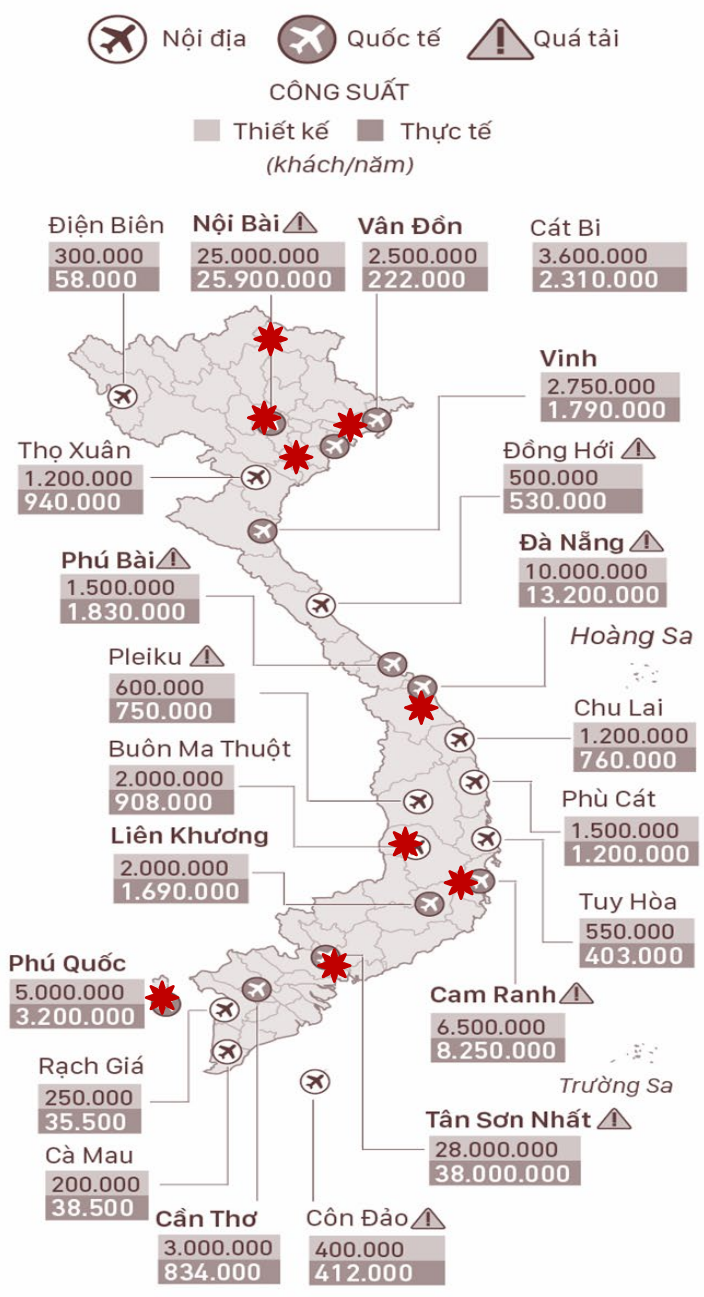 Nội địa
Quốc tế
Quá tải
CÔNG SUẤT
Thiết kế
Thực tế
(khách/năm)
Điện Biên
300.000
58.000
Nội Bài
25.000.000
25.900.000
Vân Đồn
2.500.000
222.000
Cát Bi
3.600.000
2.310.000
Vinh
2.750.000
1.790.000
Thọ Xuân
1.200.000
940.000
Đồng Hới
500.000
530.000
Phú Bài
1.500.000
1.830.000
Đà Nẵng
10.000.000
13.200.000
Hoàng Sa
Pleiku
600.000
750.000
Chu Lai
1.200.000
760.000
Buôn Ma Thuột
2.000.000
908.000
Phù Cát
1.500.000
1.200.000
Liên Khương
2.000.000
1.690.000
Tuy Hòa
550.000
403.000
Phú Quốc
5.000.000
3.200.000
Cam Ranh
6.500.000
8.250.000
Rạch Giá
250.000
35.500
Trường Sa
Tân Sơn Nhất
28.000.000
38.000.000
Cà Mau
200.000
38.500
Cần Thơ
3.000.000
834.000
Côn Đảo
400.000
412.000